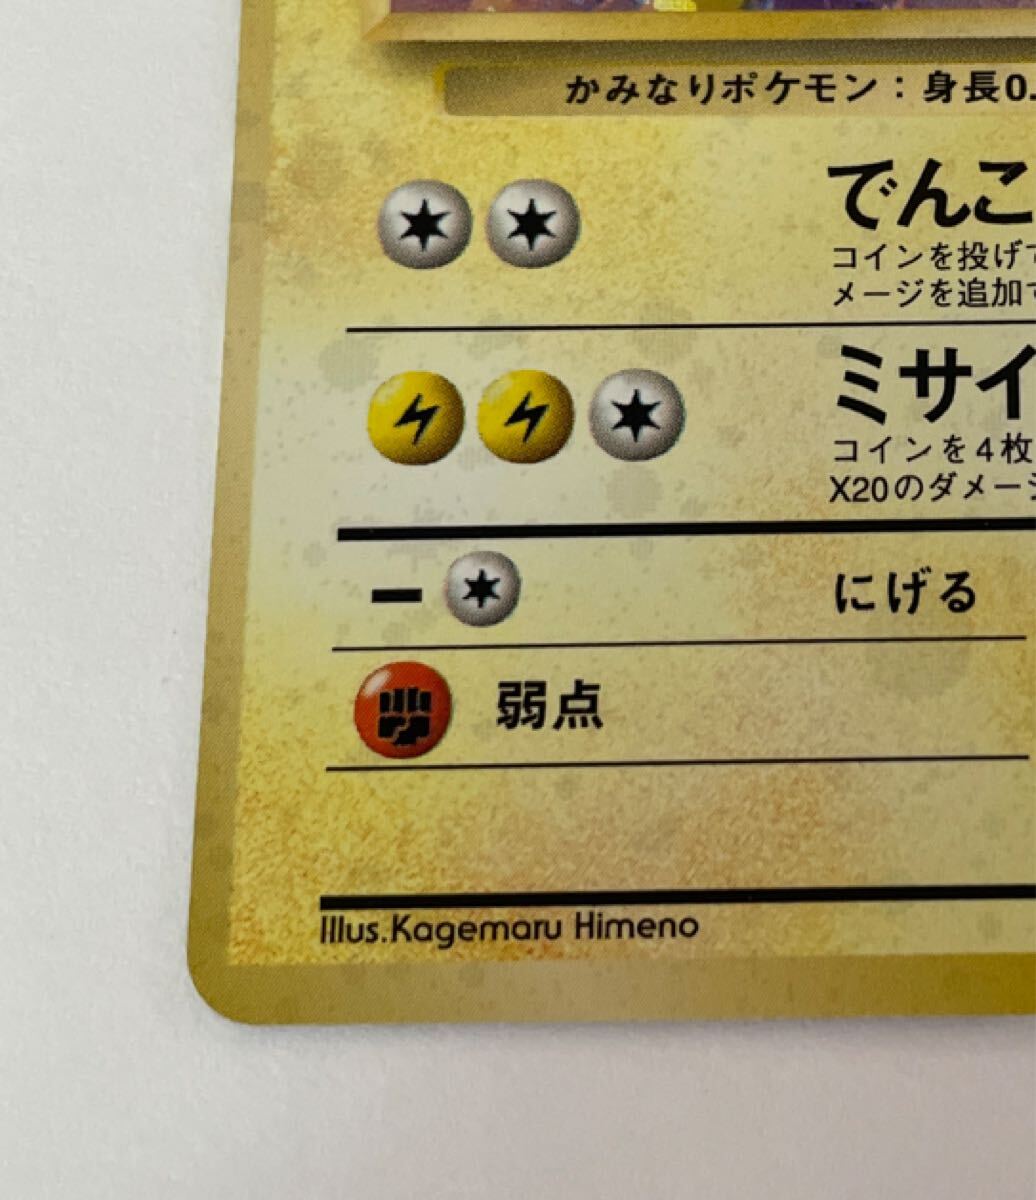 かみなりポケモン：身長0.
でんこ
コインを投げて
メージを追加す
ミサイ
コインを4枚
X20のダメージ
にげる
弱点
Illus.Kagemaru Himeno